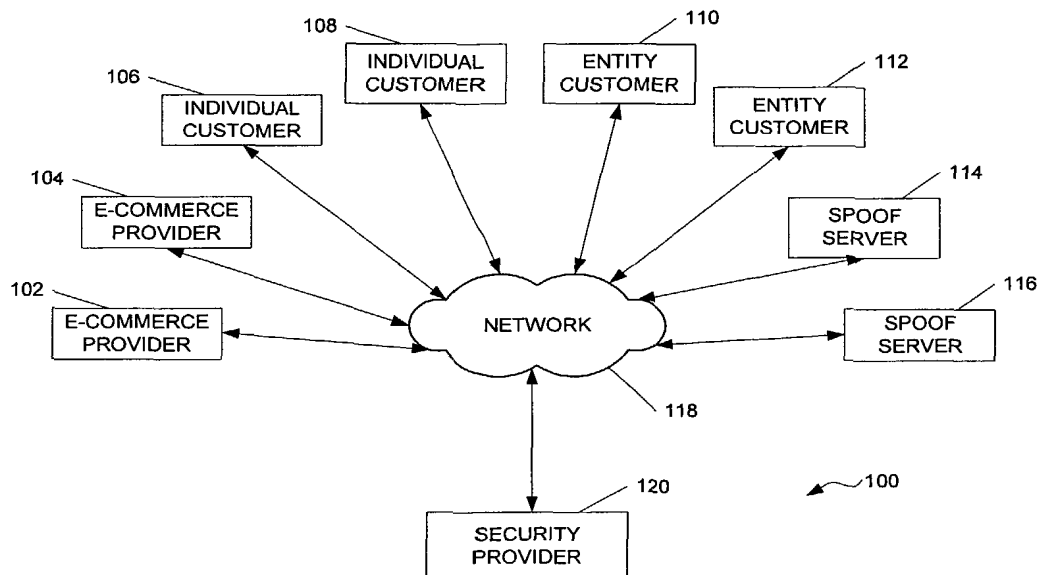 108
110
INDIVIDUAL
CUSTOMER
ENTITY
CUSTOMER
106
112
INDIVIDUAL
CUSTOMER
ENTITY
CUSTOMER
104
114
E-COMMERCE
PROVIDER
SPOOF
SERVER
102
116
E-COMMERCE
PROVIDER
NETWORK
SPOOF
SERVER
118
120
100
SECURITY
PROVIDER